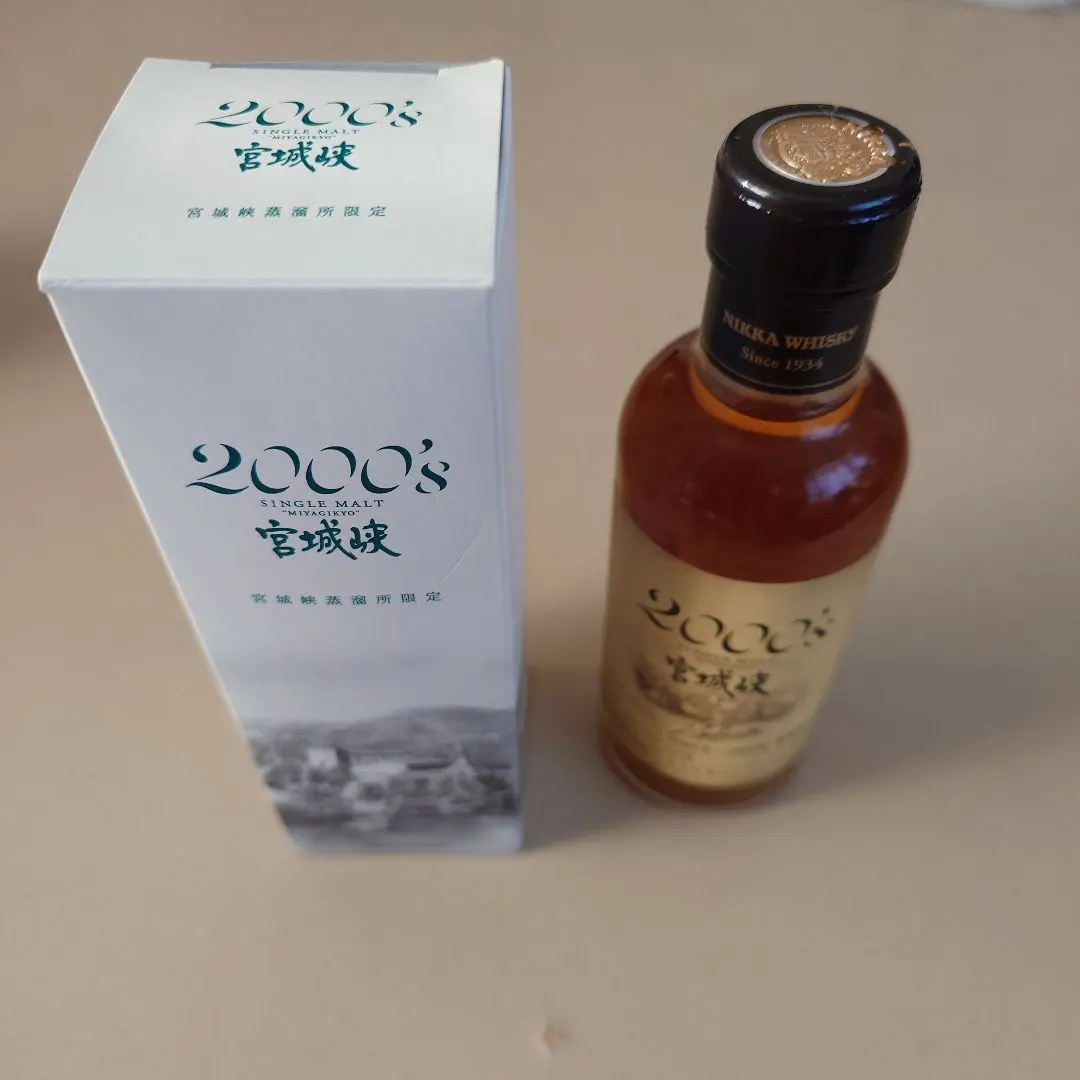 2000's
SINGLE MALT
"MIYAGIKYO"
宮城峡
宮城峡蒸溜所限定
2000's
SINGLE MALT
"MIYAGIKYO"
宮城峡
宮城峡蒸溜所限定
NIKKA WHISKY
Since 1934
2000's
宮城峡